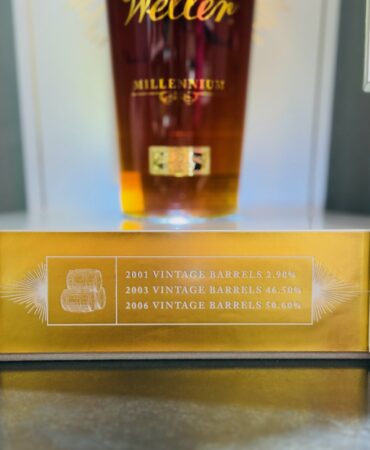 Weller
MILLENNIUM
2001 VINTAGE BARRELS 2.90%
2003 VINTAGE BARRELS 46.50%
2006 VINTAGE BARRELS 50.60%